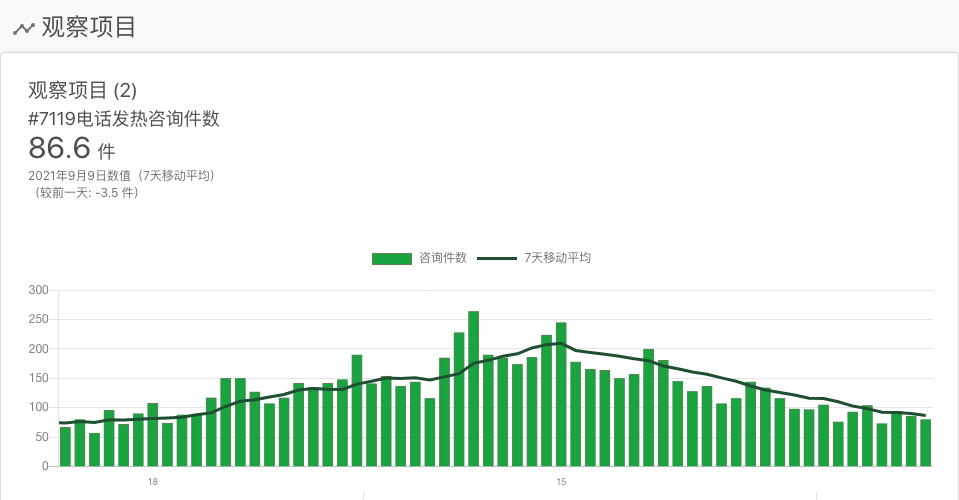 观察项目
观察项目 (2)
#7119电话发热咨询件数
86.6 件
2021年9月9日数值（7天移动平均）
（较前一天: -3.5 件）
咨询件数 7天移动平均
300
250
200
150
100
50
0
18 15